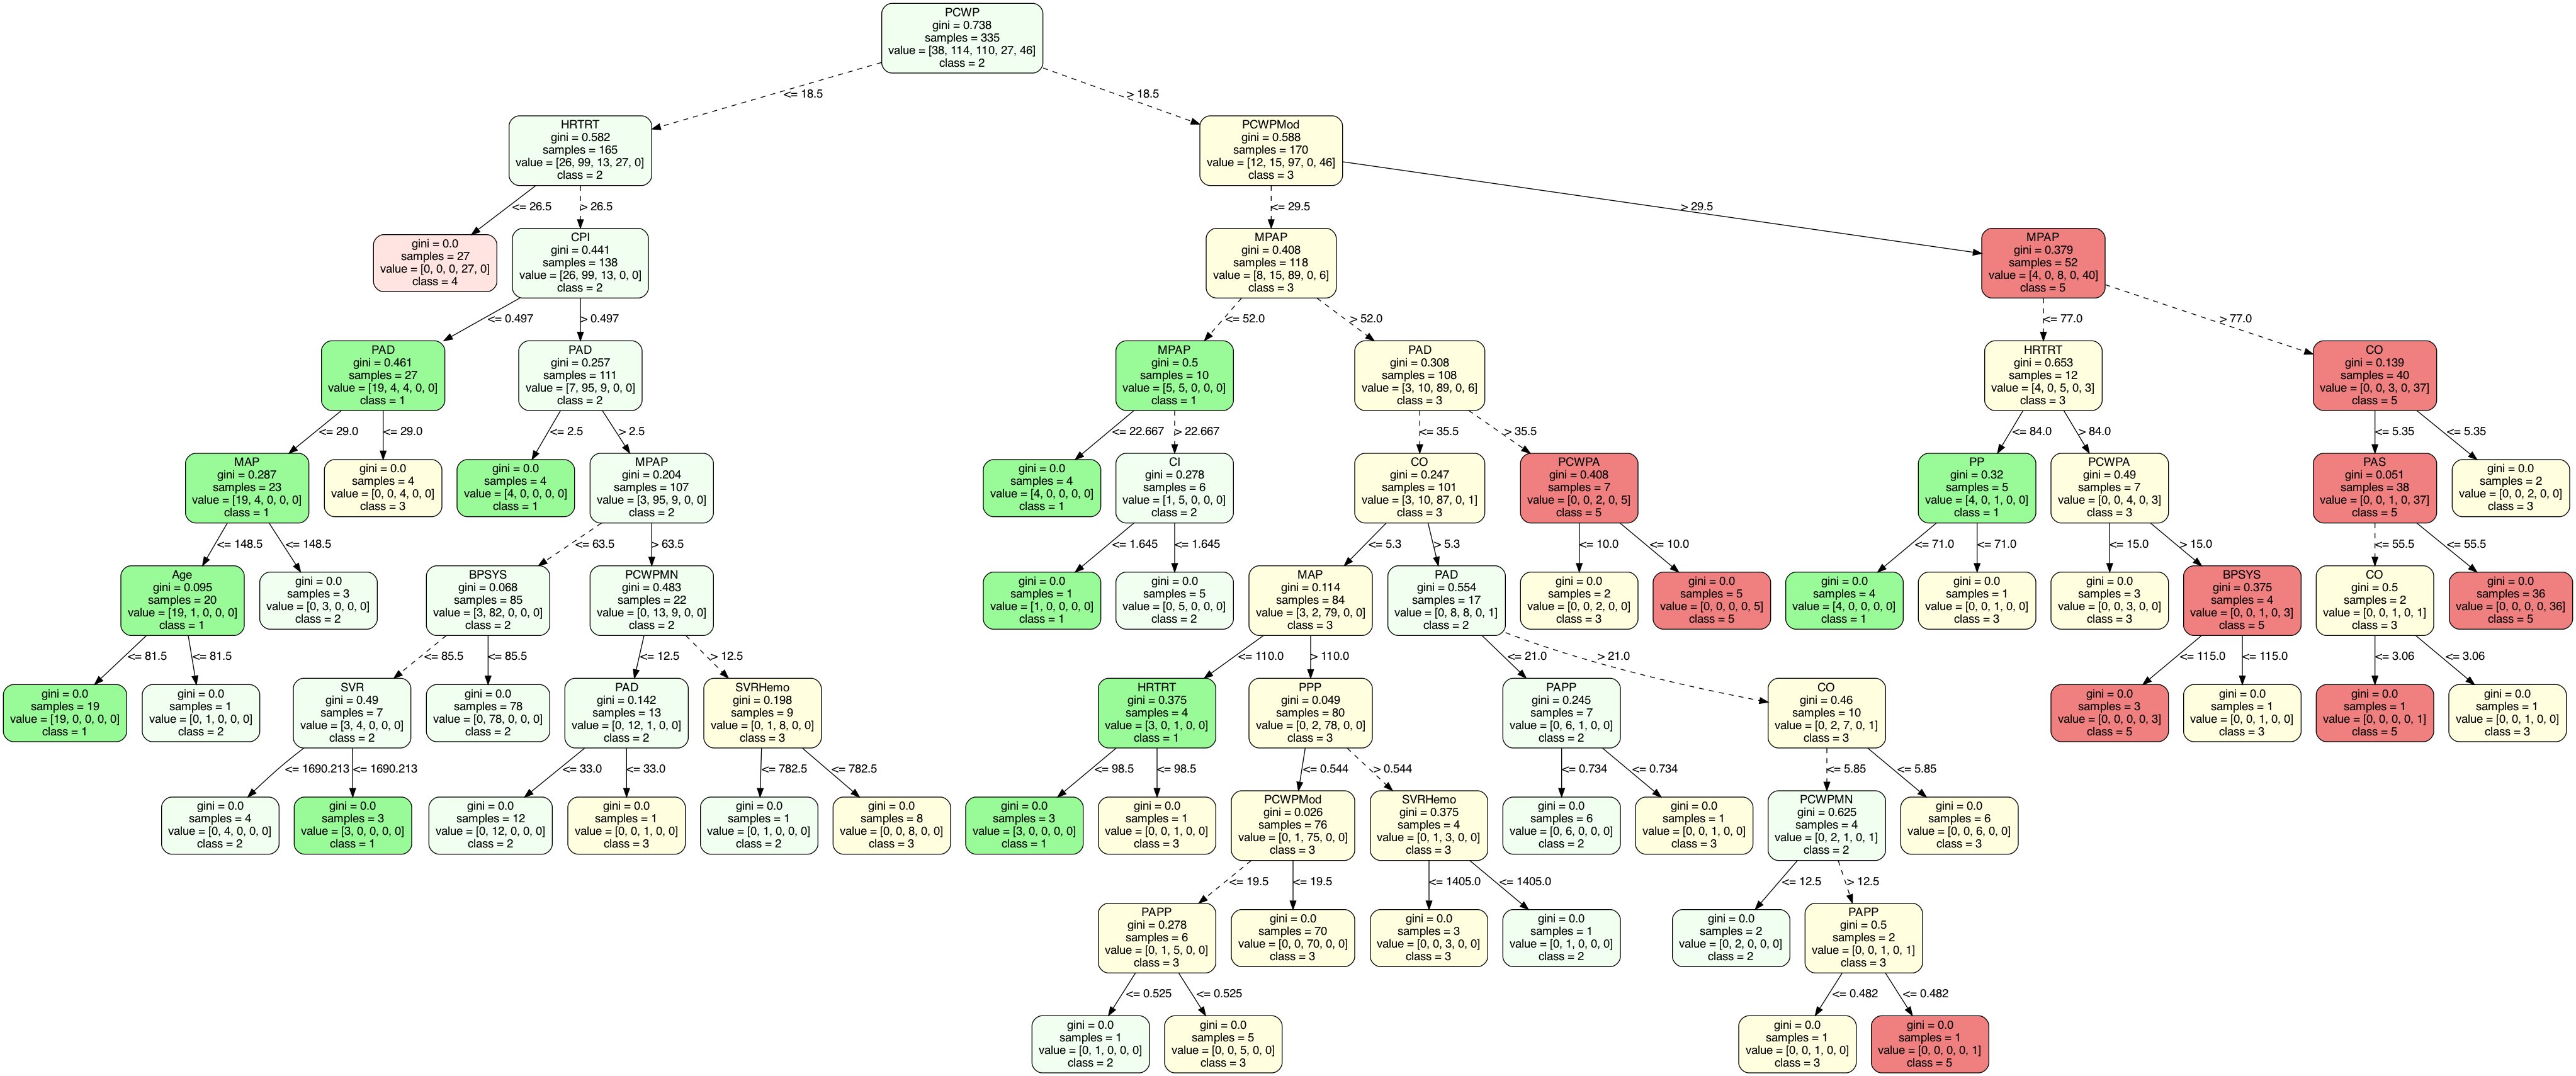 PCWP
gini = 0.738
samples = 335
value = [38, 114, 110, 27, 46]
class = 2
<= 18.5
> 18.5
HRTRT
gini = 0.582
samples = 165
value = [26, 99, 13, 27, 0]
class = 2
PCWPMod
gini = 0.588
samples = 170
value = [12, 15, 97, 0, 46]
class = 3
<= 26.5
> 26.5
<= 29.5
> 29.5
gini = 0.0
samples = 27
value = [0, 0, 0, 27, 0]
class = 4
CPI
gini = 0.441
samples = 138
value = [26, 99, 13, 0, 0]
class = 2
MPAP
gini = 0.408
samples = 118
value = [8, 15, 89, 0, 6]
class = 3
MPAP
gini = 0.379
samples = 52
value = [4, 0, 8, 0, 40]
class = 5
<= 0.497
> 0.497
<= 52.0
> 52.0
<= 77.0
> 77.0
PAD
gini = 0.461
samples = 27
value = [19, 4, 4, 0, 0]
class = 1
PAD
gini = 0.257
samples = 111
value = [7, 95, 9, 0, 0]
class = 2
MPAP
gini = 0.5
samples = 10
value = [5, 5, 0, 0, 0]
class = 1
PAD
gini = 0.308
samples = 108
value = [3, 10, 89, 0, 6]
class = 3
HRTRT
gini = 0.653
samples = 12
value = [4, 0, 5, 0, 3]
class = 3
CO
gini = 0.139
samples = 40
value = [0, 0, 3, 0, 37]
class = 5
<= 29.0
<= 29.0
<= 2.5
> 2.5
<= 22.667
> 22.667
<= 35.5
> 35.5
<= 84.0
> 84.0
<= 5.35
<= 5.35
MAP
gini = 0.287
samples = 23
value = [19, 4, 0, 0, 0]
class = 1
gini = 0.0
samples = 4
value = [0, 0, 4, 0, 0]
class = 3
gini = 0.0
samples = 4
value = [4, 0, 0, 0, 0]
class = 1
MPAP
gini = 0.204
samples = 107
value = [3, 95, 9, 0, 0]
class = 2
gini = 0.0
samples = 4
value = [4, 0, 0, 0, 0]
class = 1
CI
gini = 0.278
samples = 6
value = [1, 5, 0, 0, 0]
class = 2
CO
gini = 0.247
samples = 101
value = [3, 10, 87, 0, 1]
class = 3
PCWPA
gini = 0.408
samples = 7
value = [0, 0, 2, 0, 5]
class = 5
PP
gini = 0.32
samples = 5
value = [4, 0, 1, 0, 0]
class = 1
PCWPA
gini = 0.49
samples = 7
value = [0, 0, 4, 0, 3]
class = 3
PAS
gini = 0.051
samples = 38
value = [0, 0, 1, 0, 37]
class = 5
gini = 0.0
samples = 2
value = [0, 0, 2, 0, 0]
class = 3
<= 148.5
<= 148.5
<= 63.5
> 63.5
<= 1.645
<= 1.645
<= 5.3
> 5.3
<= 10.0
<= 10.0
<= 71.0
<= 71.0
<= 15.0
> 15.0
<= 55.5
<= 55.5
Age
gini = 0.095
samples = 20
value = [19, 1, 0, 0, 0]
class = 1
gini = 0.0
samples = 3
value = [0, 3, 0, 0, 0]
class = 2
BPSYS
gini = 0.068
samples = 85
value = [3, 82, 0, 0, 0]
class = 2
PCWPMN
gini = 0.483
samples = 22
value = [0, 13, 9, 0, 0]
class = 2
gini = 0.0
samples = 1
value = [1, 0, 0, 0, 0]
class = 1
gini = 0.0
samples = 5
value = [0, 5, 0, 0, 0]
class = 2
MAP
gini = 0.114
samples = 84
value = [3, 2, 79, 0, 0]
class = 3
PAD
gini = 0.554
samples = 17
value = [0, 8, 8, 0, 1]
class = 2
gini = 0.0
samples = 2
value = [0, 0, 2, 0, 0]
class = 3
gini = 0.0
samples = 5
value = [0, 0, 0, 0, 5]
class = 5
gini = 0.0
samples = 4
value = [4, 0, 0, 0, 0]
class = 1
gini = 0.0
samples = 1
value = [0, 0, 1, 0, 0]
class = 3
gini = 0.0
samples = 3
value = [0, 0, 3, 0, 0]
class = 3
BPSYS
gini = 0.375
samples = 4
value = [0, 0, 1, 0, 3]
class = 5
CO
gini = 0.5
samples = 2
value = [0, 0, 1, 0, 1]
class = 3
gini = 0.0
samples = 36
value = [0, 0, 0, 0, 36]
class = 5
<= 81.5
<= 81.5
<= 85.5
<= 85.5
<= 12.5
> 12.5
<= 110.0
> 110.0
<= 21.0
> 21.0
<= 115.0
<= 115.0
<= 3.06
<= 3.06
gini = 0.0
samples = 19
value = [19, 0, 0, 0, 0]
class = 1
gini = 0.0
samples = 1
value = [0, 1, 0, 0, 0]
class = 2
SVR
gini = 0.49
samples = 7
value = [3, 4, 0, 0, 0]
class = 2
gini = 0.0
samples = 78
value = [0, 78, 0, 0, 0]
class = 2
PAD
gini = 0.142
samples = 13
value = [0, 12, 1, 0, 0]
class = 2
SVRHemo
gini = 0.198
samples = 9
value = [0, 1, 8, 0, 0]
class = 3
HRTRT
gini = 0.375
samples = 4
value = [3, 0, 1, 0, 0]
class = 1
PPP
gini = 0.049
samples = 80
value = [0, 2, 78, 0, 0]
class = 3
PAPP
gini = 0.245
samples = 7
value = [0, 6, 1, 0, 0]
class = 2
CO
gini = 0.46
samples = 10
value = [0, 2, 7, 0, 1]
class = 3
gini = 0.0
samples = 3
value = [0, 0, 0, 0, 3]
class = 5
gini = 0.0
samples = 1
value = [0, 0, 1, 0, 0]
class = 3
gini = 0.0
samples = 1
value = [0, 0, 0, 0, 1]
class = 5
gini = 0.0
samples = 1
value = [0, 0, 1, 0, 0]
class = 3
<= 1690.213
<= 1690.213
<= 33.0
<= 33.0
<= 782.5
<= 782.5
<= 98.5
<= 98.5
<= 0.544
> 0.544
<= 0.734
<= 0.734
<= 5.85
<= 5.85
gini = 0.0
samples = 4
value = [0, 4, 0, 0, 0]
class = 2
gini = 0.0
samples = 3
value = [3, 0, 0, 0, 0]
class = 1
gini = 0.0
samples = 12
value = [0, 12, 0, 0, 0]
class = 2
gini = 0.0
samples = 1
value = [0, 0, 1, 0, 0]
class = 3
gini = 0.0
samples = 1
value = [0, 1, 0, 0, 0]
class = 2
gini = 0.0
samples = 8
value = [0, 0, 8, 0, 0]
class = 3
gini = 0.0
samples = 3
value = [3, 0, 0, 0, 0]
class = 1
gini = 0.0
samples = 1
value = [0, 0, 1, 0, 0]
class = 3
PCWPMod
gini = 0.026
samples = 76
value = [0, 1, 75, 0, 0]
class = 3
SVRHemo
gini = 0.375
samples = 4
value = [0, 1, 3, 0, 0]
class = 3
gini = 0.0
samples = 6
value = [0, 6, 0, 0, 0]
class = 2
gini = 0.0
samples = 1
value = [0, 0, 1, 0, 0]
class = 3
PCWPMN
gini = 0.625
samples = 4
value = [0, 2, 1, 0, 1]
class = 2
gini = 0.0
samples = 6
value = [0, 0, 6, 0, 0]
class = 3
<= 19.5
<= 19.5
<= 1405.0
<= 1405.0
<= 12.5
> 12.5
PAPP
gini = 0.278
samples = 6
value = [0, 1, 5, 0, 0]
class = 3
gini = 0.0
samples = 70
value = [0, 0, 70, 0, 0]
class = 3
gini = 0.0
samples = 3
value = [0, 0, 3, 0, 0]
class = 3
gini = 0.0
samples = 1
value = [0, 1, 0, 0, 0]
class = 2
gini = 0.0
samples = 2
value = [0, 2, 0, 0, 0]
class = 2
PAPP
gini = 0.5
samples = 2
value = [0, 0, 1, 0, 1]
class = 3
<= 0.525
<= 0.525
<= 0.482
<= 0.482
gini = 0.0
samples = 1
value = [0, 1, 0, 0, 0]
class = 2
gini = 0.0
samples = 5
value = [0, 0, 5, 0, 0]
class = 3
gini = 0.0
samples = 1
value = [0, 0, 1, 0, 0]
class = 3
gini = 0.0
samples = 1
value = [0, 0, 0, 0, 1]
class = 5